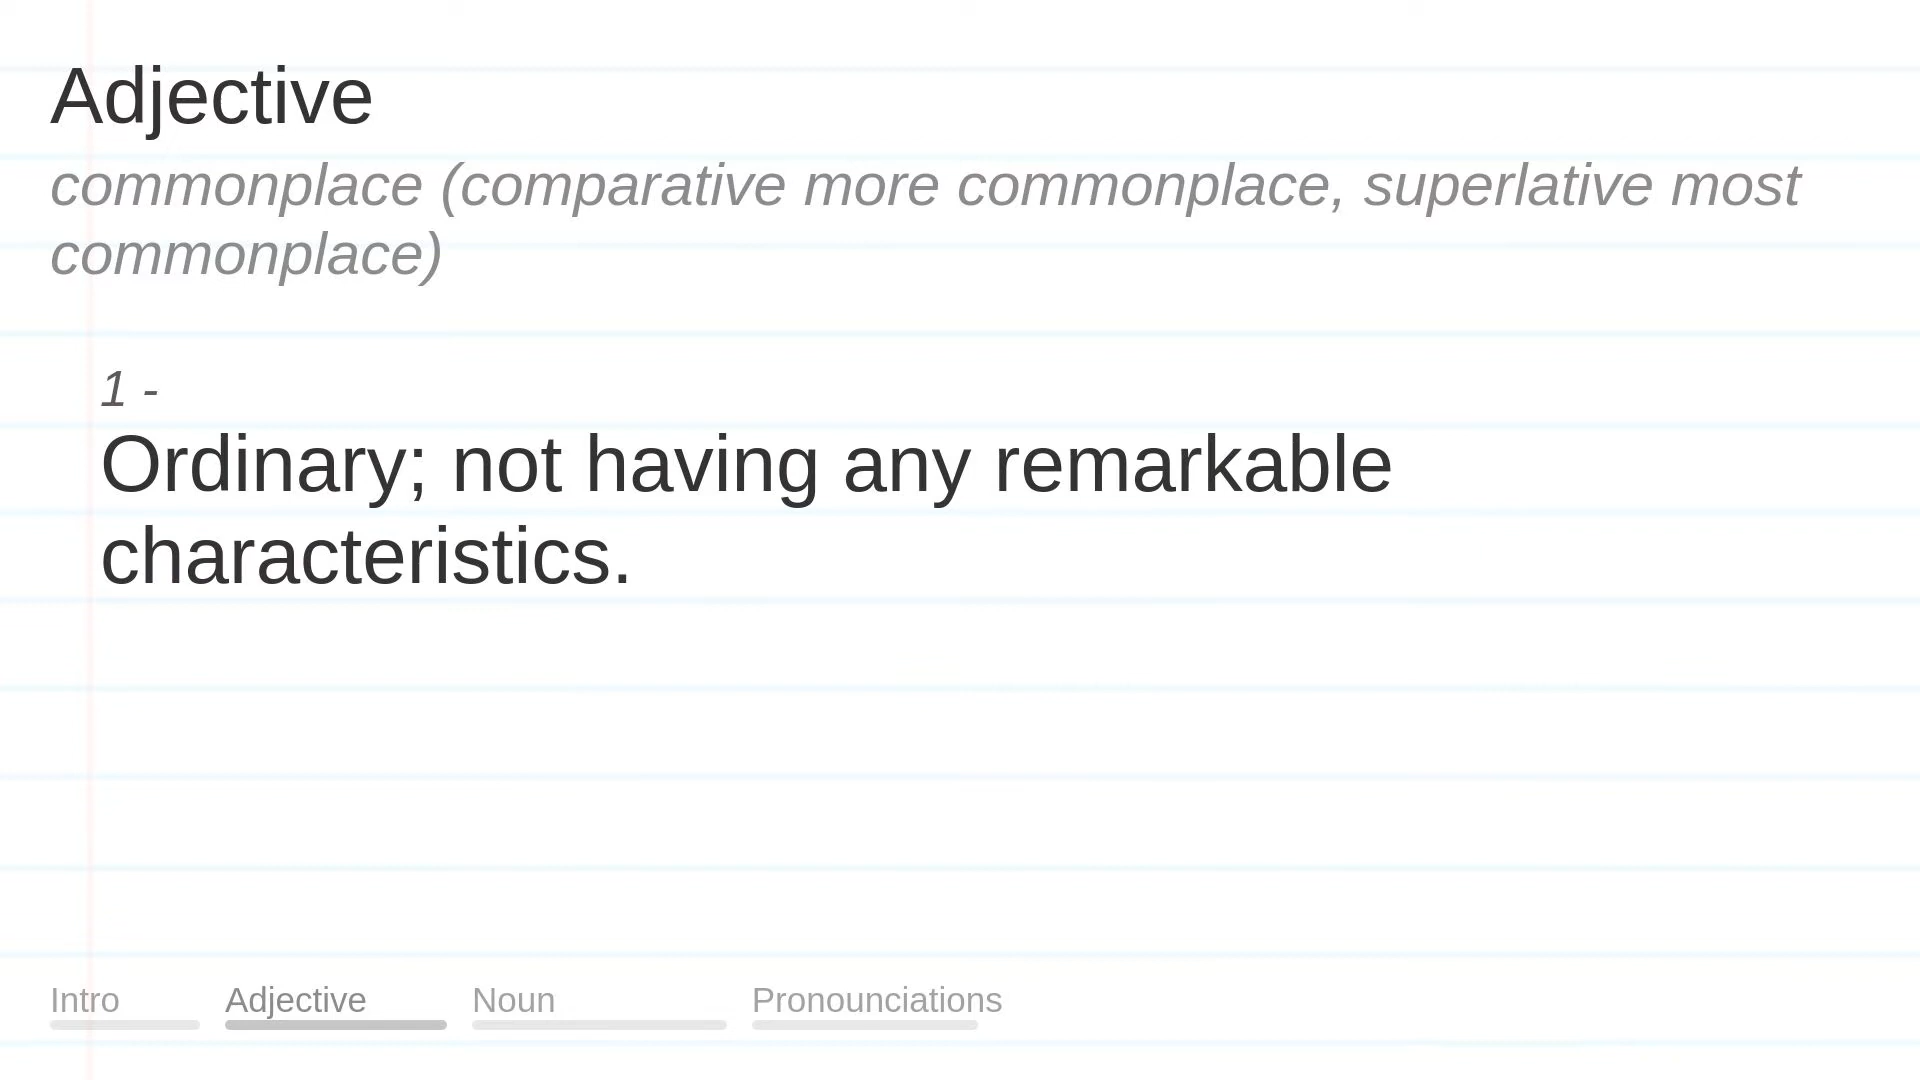 Adjective
commonplace (comparative more commonplace, superlative most
commonplace)
1 -
Ordinary; not having any remarkable
characteristics.
Intro
Adjective
Noun
Pronounciations